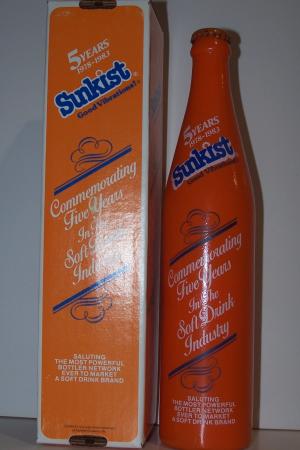 5 YEARS
1978-1983
Sunkist®
Good Vibrations!
Commemorating
Five Years
In The
Soft Drink
Industry
SALUTING
THE MOST POWERFUL
BOTTLER NETWORK
EVER TO MARKET
A SOFT DRINK BRAND
5 YEARS
1978-1983
Sunkist
Good
Commemorating
Five Years
In The
Soft Drink
Industry
SALUTING
THE MOST POWERFUL
BOTTLER NETWORK
EVER TO MARKET
A SOFT DRINK BRAND